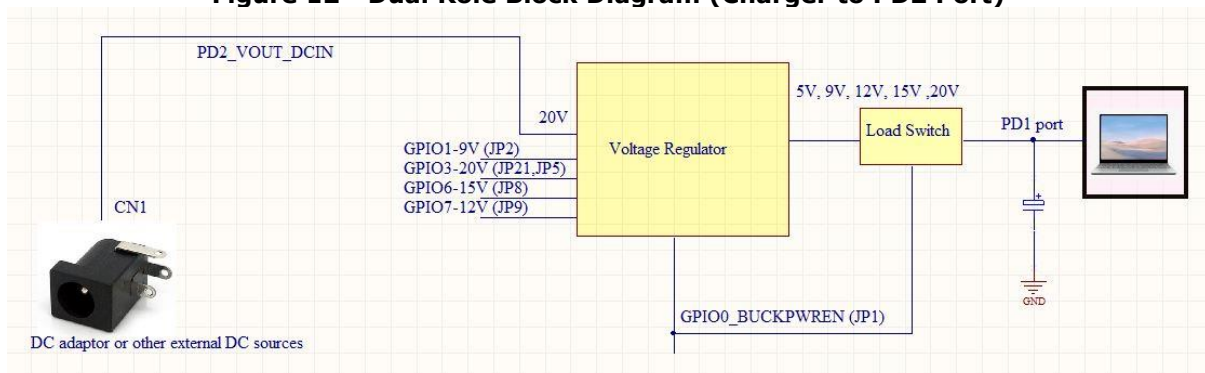 Figure 12 - Dual Role Block Diagram (Charger to PD2 Port)
PD2_VOUT_DCIN
5V, 9V, 12V, 15V ,20V
20V
Load Switch
PD1 port
GPIO1-9V (JP2)
Voltage Regulator
GPIO3-20V (JP21,JP5)
GPIO6-15V (JP8)
GPIO7-12V (JP9)
CN1
+
GND
GPIO0_BUCKPWREN (JP1)
DC adaptor or other external DC sources